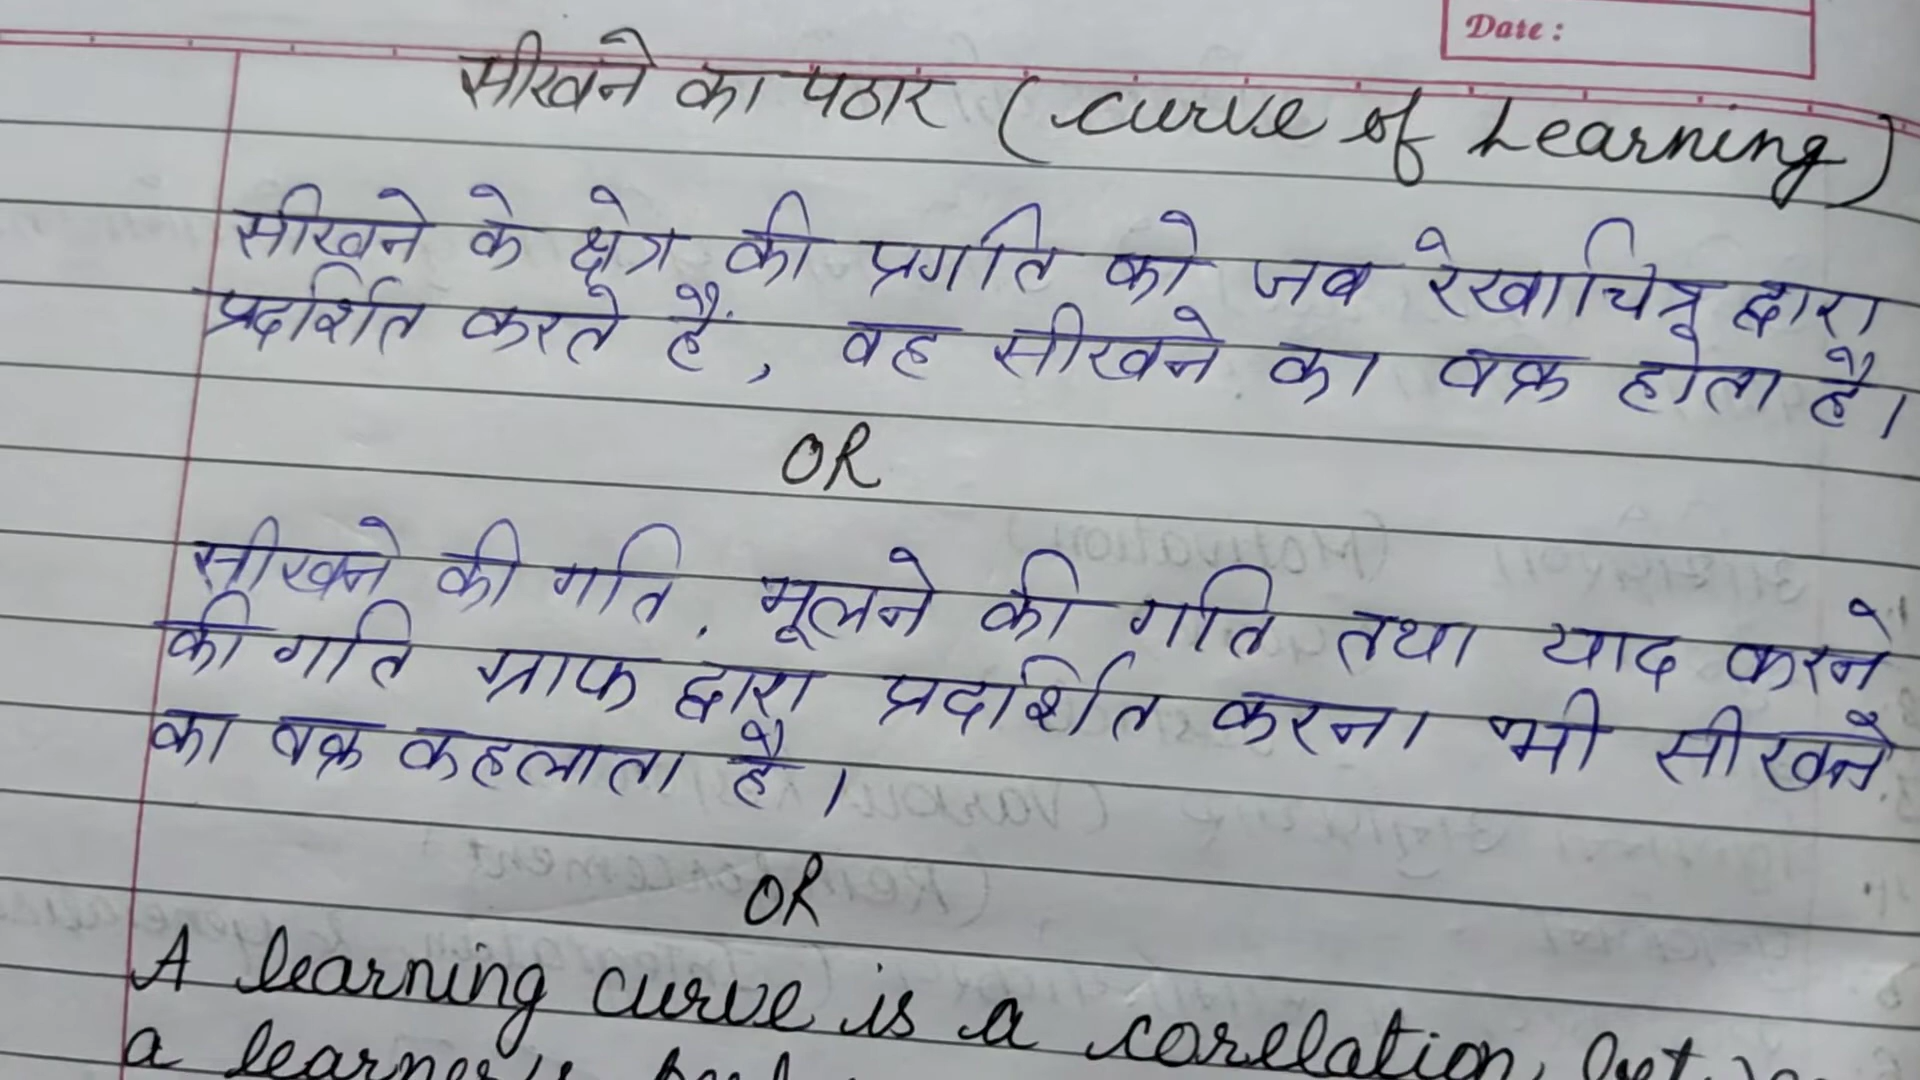 Date :
सीखने का पठार (Curve of Learning)
सीखने के क्षेत्र की प्रगति को जब रेखाचित्र द्वारा
प्रदर्शित करते हैं, वह सीखने का वक्र होता है।
OR
सीखने की गति, भूलने की गति तथा याद करने
की गति ग्राफ द्वारा प्रदर्शित करना भी सीखने
का वक्र कहलाता है।
OR
A learning curve is a corelation
a learner's